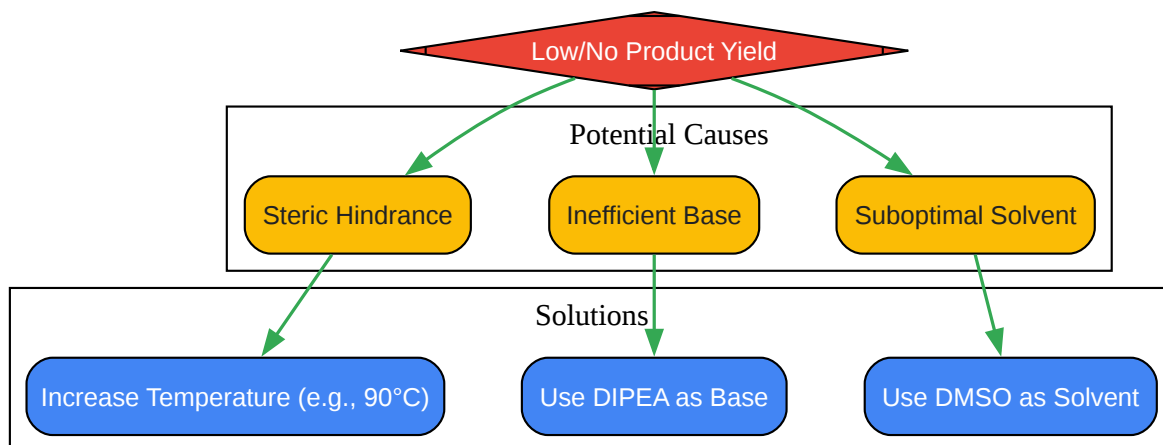 Low/No Product Yield
Potential Causes
Steric Hindrance
Inefficient Base
Suboptimal Solvent
Solutions
Increase Temperature (e.g., 90°C)
Use DIPEA as Base
Use DMSO as Solvent